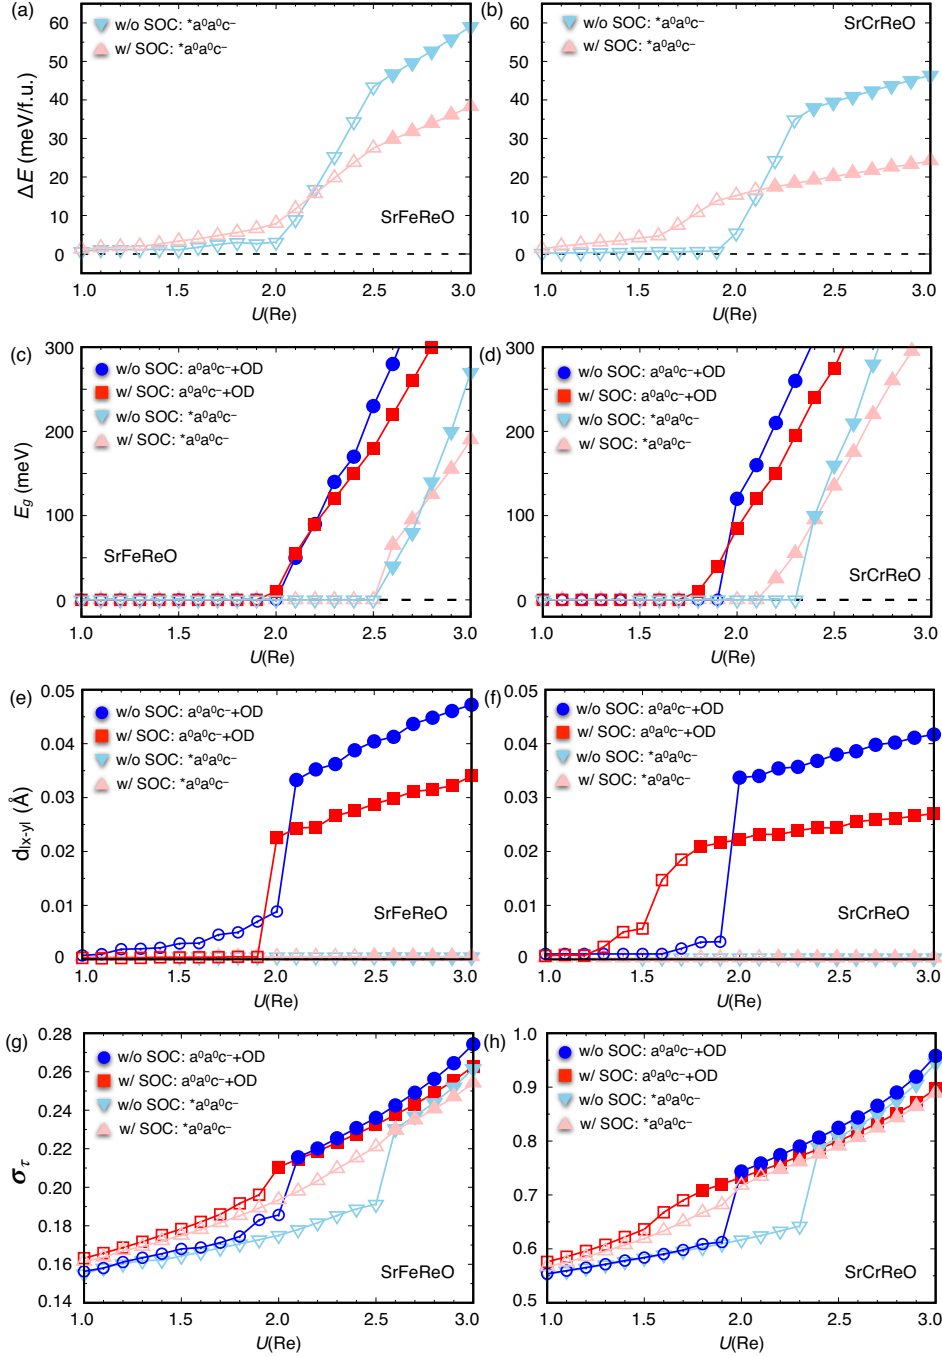 (a)
w/o SOC: *a⁰a⁰c⁻
w/ SOC: *a⁰a⁰c⁻
SrFeReO
ΔE (meV/f.u.)
60
50
40
30
20
10
0
1.0 1.5 2.0 2.5 3.0
U(Re)
(b)
w/o SOC: *a⁰a⁰c⁻
w/ SOC: *a⁰a⁰c⁻
SrCrReO
60
50
40
30
20
10
0
1.0 1.5 2.0 2.5 3.0
U(Re)
(c)
w/o SOC: a⁰a⁰c⁻+OD
w/ SOC: a⁰a⁰c⁻+OD
w/o SOC: *a⁰a⁰c⁻
w/ SOC: *a⁰a⁰c⁻
SrFeReO
E_g (meV)
300
200
100
0
1.0 1.5 2.0 2.5 3.0
U(Re)
(d)
w/o SOC: a⁰a⁰c⁻+OD
w/ SOC: a⁰a⁰c⁻+OD
w/o SOC: *a⁰a⁰c⁻
w/ SOC: *a⁰a⁰c⁻
SrCrReO
300
200
100
0
1.0 1.5 2.0 2.5 3.0
U(Re)
(e)
w/o SOC: a⁰a⁰c⁻+OD
w/ SOC: a⁰a⁰c⁻+OD
w/o SOC: *a⁰a⁰c⁻
w/ SOC: *a⁰a⁰c⁻
SrFeReO
d|x-y| (Å)
0.05
0.04
0.03
0.02
0.01
0
1.0 1.5 2.0 2.5 3.0
U(Re)
(f)
w/o SOC: a⁰a⁰c⁻+OD
w/ SOC: a⁰a⁰c⁻+OD
w/o SOC: *a⁰a⁰c⁻
w/ SOC: *a⁰a⁰c⁻
SrCrReO
0.05
0.04
0.03
0.02
0.01
0
1.0 1.5 2.0 2.5 3.0
U(Re)
(g)
w/o SOC: a⁰a⁰c⁻+OD
w/ SOC: a⁰a⁰c⁻+OD
w/o SOC: *a⁰a⁰c⁻
w/ SOC: *a⁰a⁰c⁻
SrFeReO
σ_τ
0.28
0.26
0.24
0.22
0.20
0.18
0.16
0.14
1.0 1.5 2.0 2.5 3.0
U(Re)
(h)
w/o SOC: a⁰a⁰c⁻+OD
w/ SOC: a⁰a⁰c⁻+OD
w/o SOC: *a⁰a⁰c⁻
w/ SOC: *a⁰a⁰c⁻
SrCrReO
1.0
0.9
0.8
0.7
0.6
0.5
1.0 1.5 2.0 2.5 3.0
U(Re)